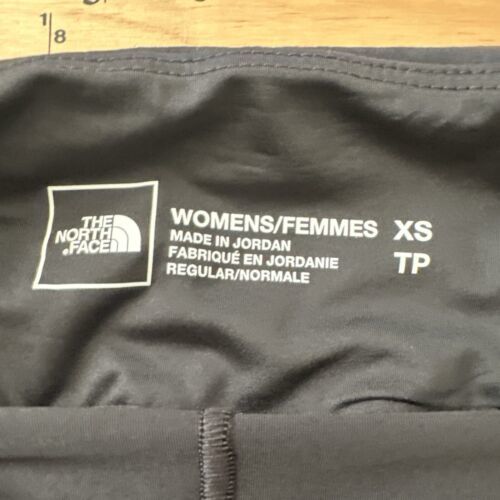 1/8
THE
NORTH
FACE
WOMENS/FEMMES XS
MADE IN JORDAN
FABRIQUÉ EN JORDANIE TP
REGULAR/NORMALE